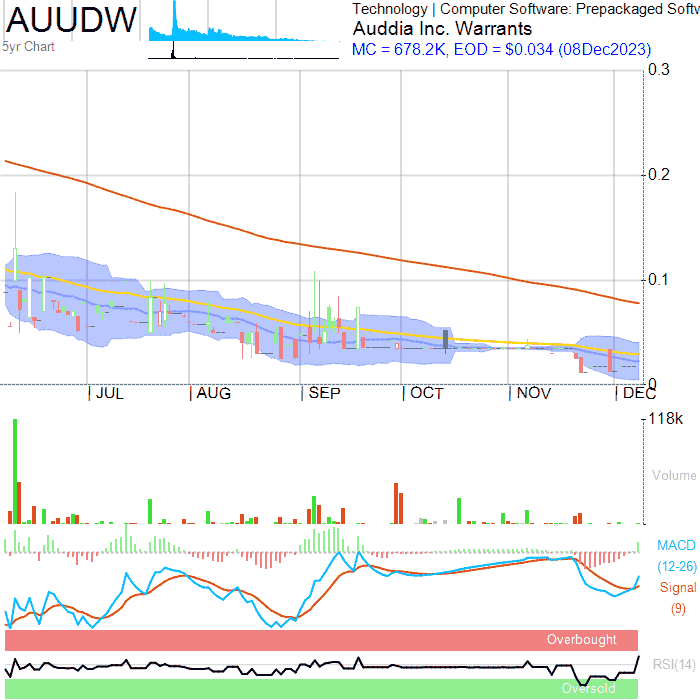 AUUDW
5yr Chart
Technology | Computer Software: Prepackaged Softw
Auddia Inc. Warrants
MC = 678.2K, EOD = $0.034 (08Dec2023)
0.3
0.2
0.1
0
JUL
AUG
SEP
OCT
NOV
DEC
118k
Volume
MACD
(12-26)
Signal
(9)
Overbought
RSI(14)
Oversold